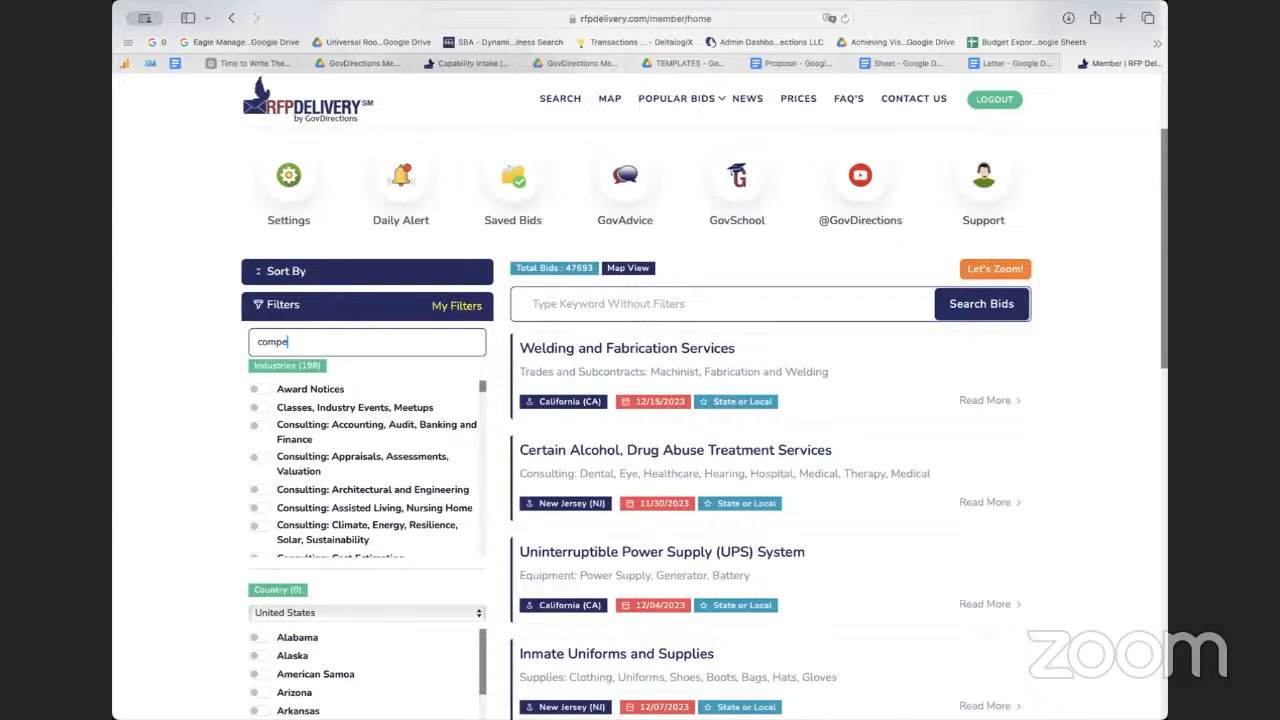 rfpdelivery.com/member/home
G 0
Eagle Manage...Google Drive
Universal Roo...Google Drive
SBA - Dynami...iness Search
Transactions ... - DeltalogiX
Admin Dashbo...ections LLC
Achieving Vis...Google Drive
Budget Expor...oogle Sheets
XM
Time to Write The...
GovDirections Me...
Capability Intake |...
GovDirections Me...
TEMPLATES - Go...
Proposal - Googl...
Sheet - Google D...
Letter - Google D...
Member | RFP Del...
RFPDELIVERY SM
by GovDirections
SEARCH
MAP
POPULAR BIDS
NEWS
PRICES
FAQ'S
CONTACT US
LOGOUT
Settings
Daily Alert
Saved Bids
GovAdvice
GovSchool
@GovDirections
Support
Sort By
Filters
My Filters
compe
Industries (198)
Award Notices
Classes, Industry Events, Meetups
Consulting: Accounting, Audit, Banking and
Finance
Consulting: Appraisals, Assessments,
Valuation
Consulting: Architectural and Engineering
Consulting: Assisted Living, Nursing Home
Consulting: Climate, Energy, Resilience,
Solar, Sustainability
Consulting: Cost Estimating
Country (0)
United States
Alabama
Alaska
American Samoa
Arizona
Arkansas
Total Bids : 47693
Map View
Let's Zoom!
Type Keyword Without Filters
Search Bids
Welding and Fabrication Services
Trades and Subcontracts: Machinist, Fabrication and Welding
California (CA)
12/15/2023
State or Local
Read More
Certain Alcohol, Drug Abuse Treatment Services
Consulting: Dental, Eye, Healthcare, Hearing, Hospital, Medical, Therapy, Medical
New Jersey (NJ)
11/30/2023
State or Local
Read More
Uninterruptible Power Supply (UPS) System
Equipment: Power Supply, Generator, Battery
California (CA)
12/04/2023
State or Local
Read More
Inmate Uniforms and Supplies
Supplies: Clothing, Uniforms, Shoes, Boots, Bags, Hats, Gloves
New Jersey (NJ)
12/07/2023
State or Local
Read More
zoom